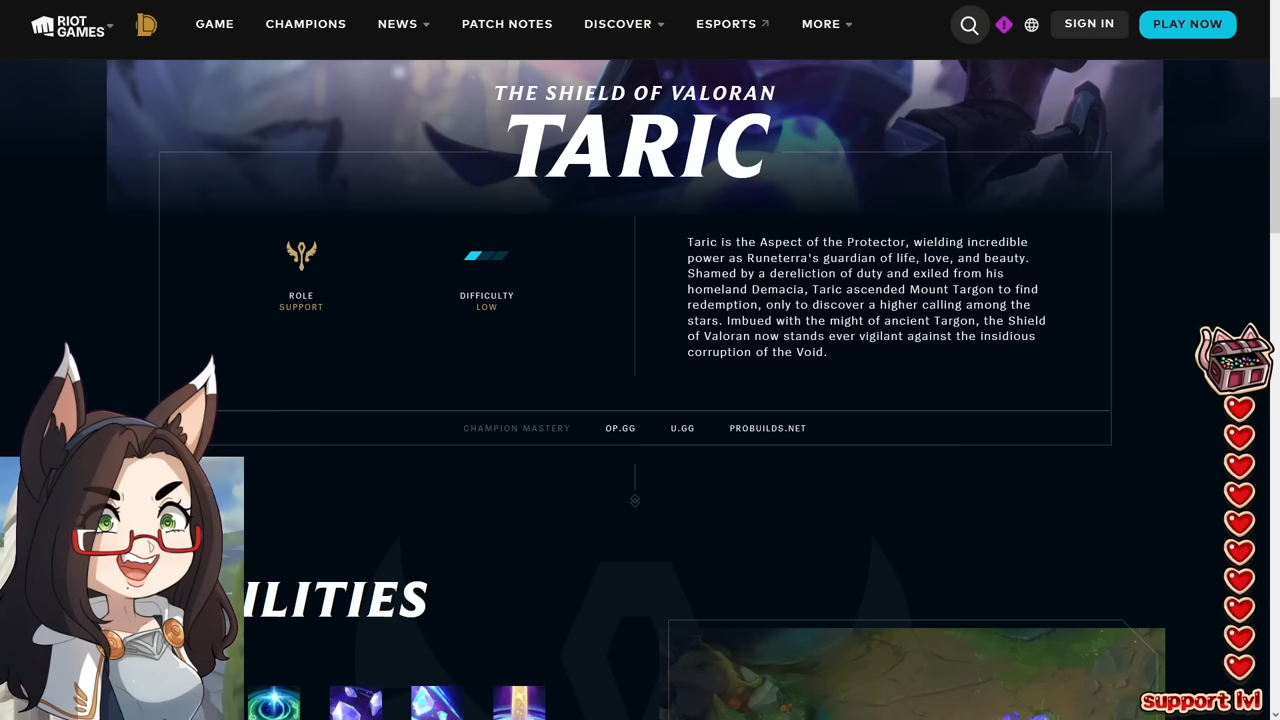 RIOT GAMES
GAME
CHAMPIONS
NEWS
PATCH NOTES
DISCOVER
ESPORTS
MORE
SIGN IN
PLAY NOW
THE SHIELD OF VALORAN
TARIC
ROLE
SUPPORT
DIFFICULTY
LOW
Taric is the Aspect of the Protector, wielding incredible
power as Runeterra's guardian of life, love, and beauty.
Shamed by a dereliction of duty and exiled from his
homeland Demacia, Taric ascended Mount Targon to find
redemption, only to discover a higher calling among the
stars. Imbued with the might of ancient Targon, the Shield
of Valoran now stands ever vigilant against the insidious
corruption of the Void.
CHAMPION MASTERY
OP.GG
U.GG
PROBUILDS.NET
ILITIES
support lvl